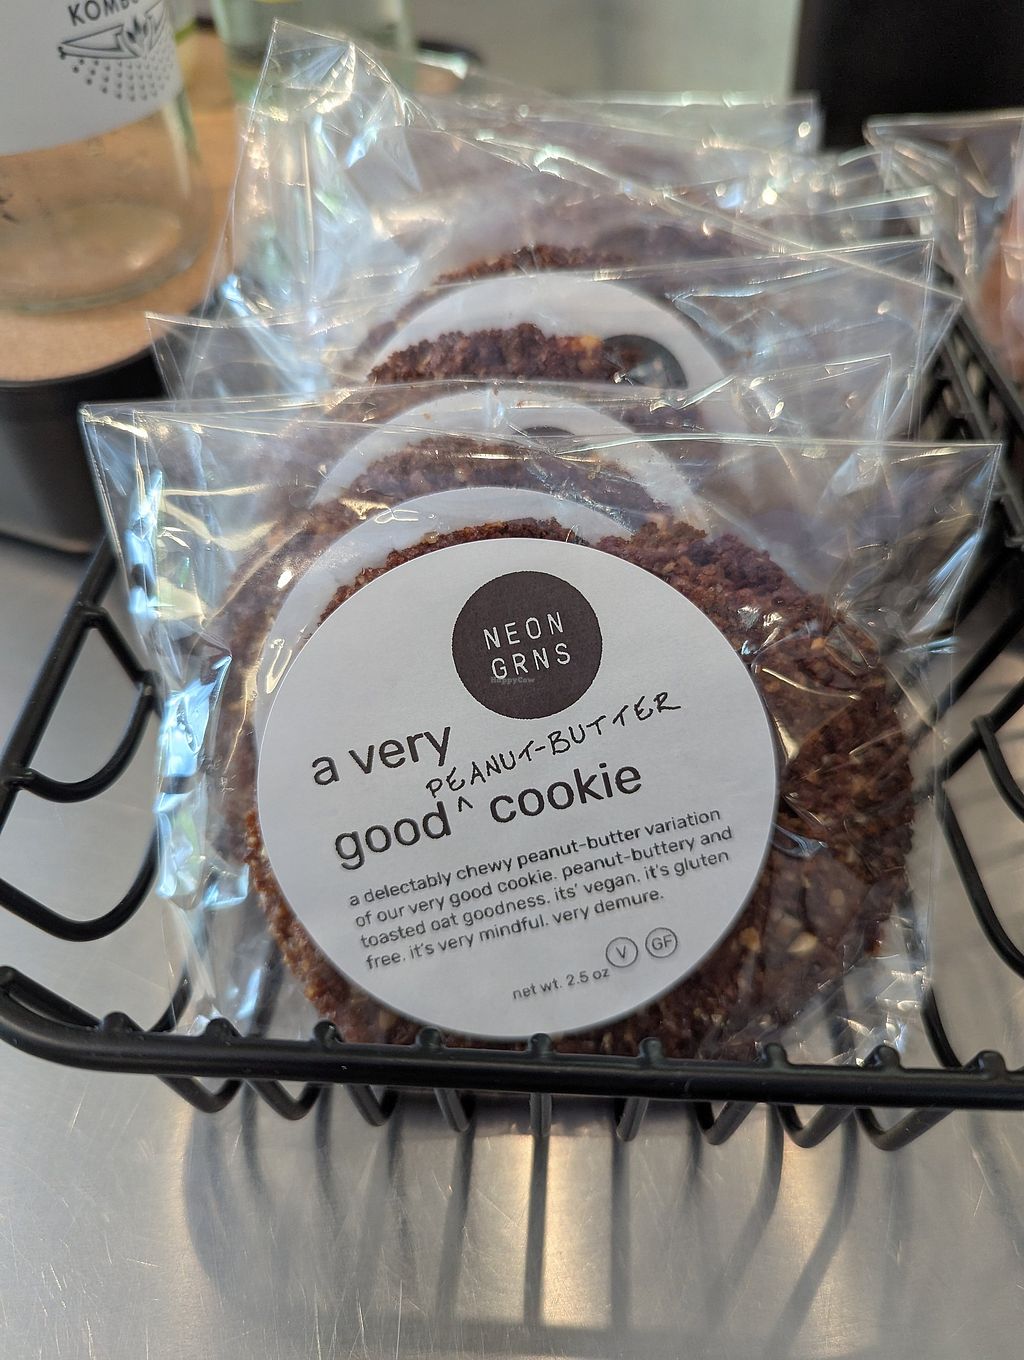 KOMBU
NEON
GRNS
HappyCow
a very
PEANUT-BUTTER
good ^ cookie
a delectably chewy peanut-butter variation
of our very good cookie. peanut-buttery and
toasted oat goodness. its' vegan. it's gluten
free. it's very mindful. very demure.
V GF
net wt. 2.5 oz